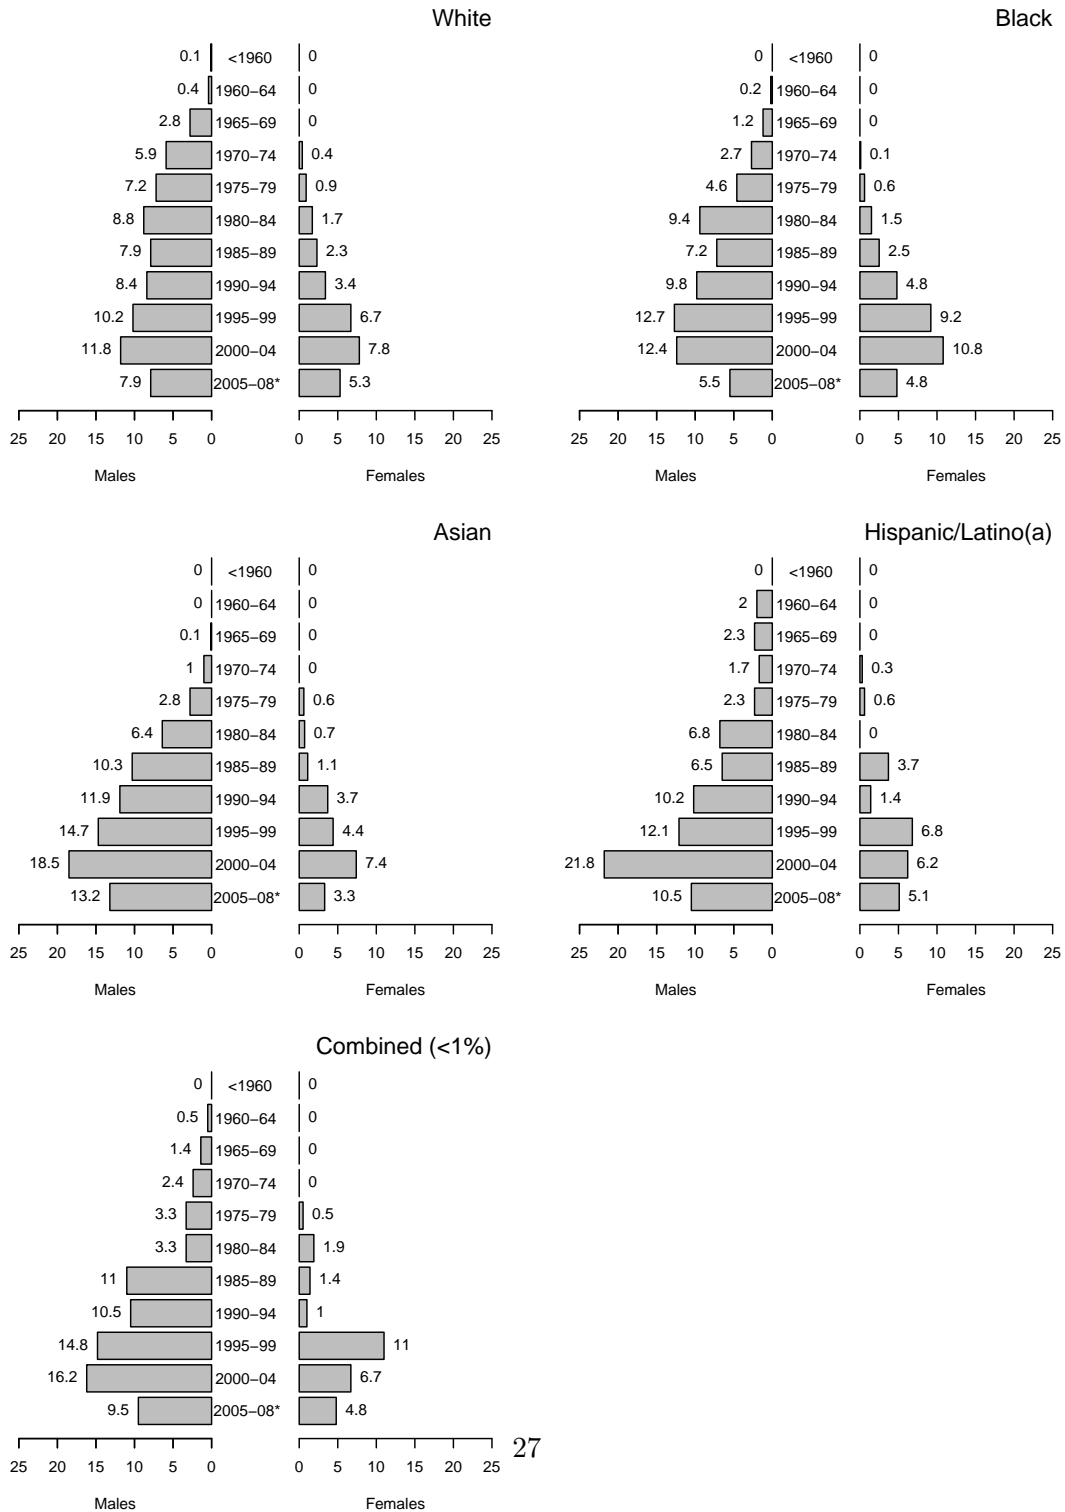 White
0.1 <1960 0
0.4 1960−64 0
2.8 1965−69 0
5.9 1970−74 0.4
7.2 1975−79 0.9
8.8 1980−84 1.7
7.9 1985−89 2.3
8.4 1990−94 3.4
10.2 1995−99 6.7
11.8 2000−04 7.8
7.9 2005−08* 5.3
25 20 15 10 5 0 0 5 10 15 20 25
Males Females
Black
0 <1960 0
0.2 1960−64 0
1.2 1965−69 0
2.7 1970−74 0.1
4.6 1975−79 0.6
9.4 1980−84 1.5
7.2 1985−89 2.5
9.8 1990−94 4.8
12.7 1995−99 9.2
12.4 2000−04 10.8
5.5 2005−08* 4.8
25 20 15 10 5 0 0 5 10 15 20 25
Males Females
Asian
0 <1960 0
0 1960−64 0
0.1 1965−69 0
1 1970−74 0
2.8 1975−79 0.6
6.4 1980−84 0.7
10.3 1985−89 1.1
11.9 1990−94 3.7
14.7 1995−99 4.4
18.5 2000−04 7.4
13.2 2005−08* 3.3
25 20 15 10 5 0 0 5 10 15 20 25
Males Females
Hispanic/Latino(a)
0 <1960 0
2 1960−64 0
2.3 1965−69 0
1.7 1970−74 0.3
2.3 1975−79 0.6
6.8 1980−84 0
6.5 1985−89 3.7
10.2 1990−94 1.4
12.1 1995−99 6.8
21.8 2000−04 6.2
10.5 2005−08* 5.1
25 20 15 10 5 0 0 5 10 15 20 25
Males Females
Combined (<1%)
0 <1960 0
0.5 1960−64 0
1.4 1965−69 0
2.4 1970−74 0
3.3 1975−79 0.5
3.3 1980−84 1.9
11 1985−89 1.4
10.5 1990−94 1
14.8 1995−99 11
16.2 2000−04 6.7
9.5 2005−08* 4.8
25 20 15 10 5 0 0 5 10 15 20 25
Males Females
27